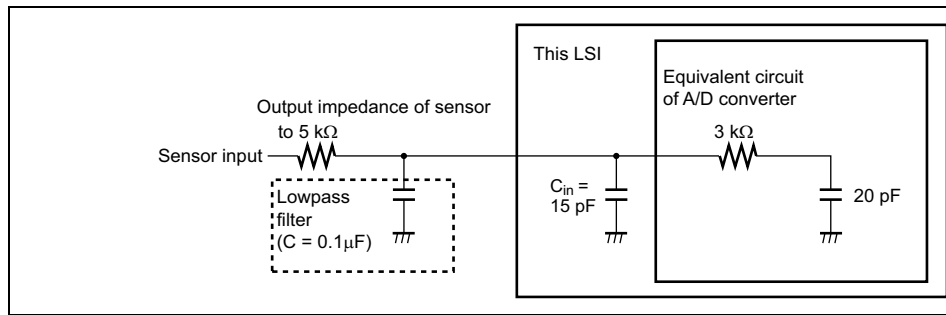 This LSI
Equivalent circuit
of A/D converter
Output impedance of sensor
to 5 kΩ
3 kΩ
Sensor input
Lowpass
filter
(C = 0.1μF)
Cin =
15 pF
20 pF